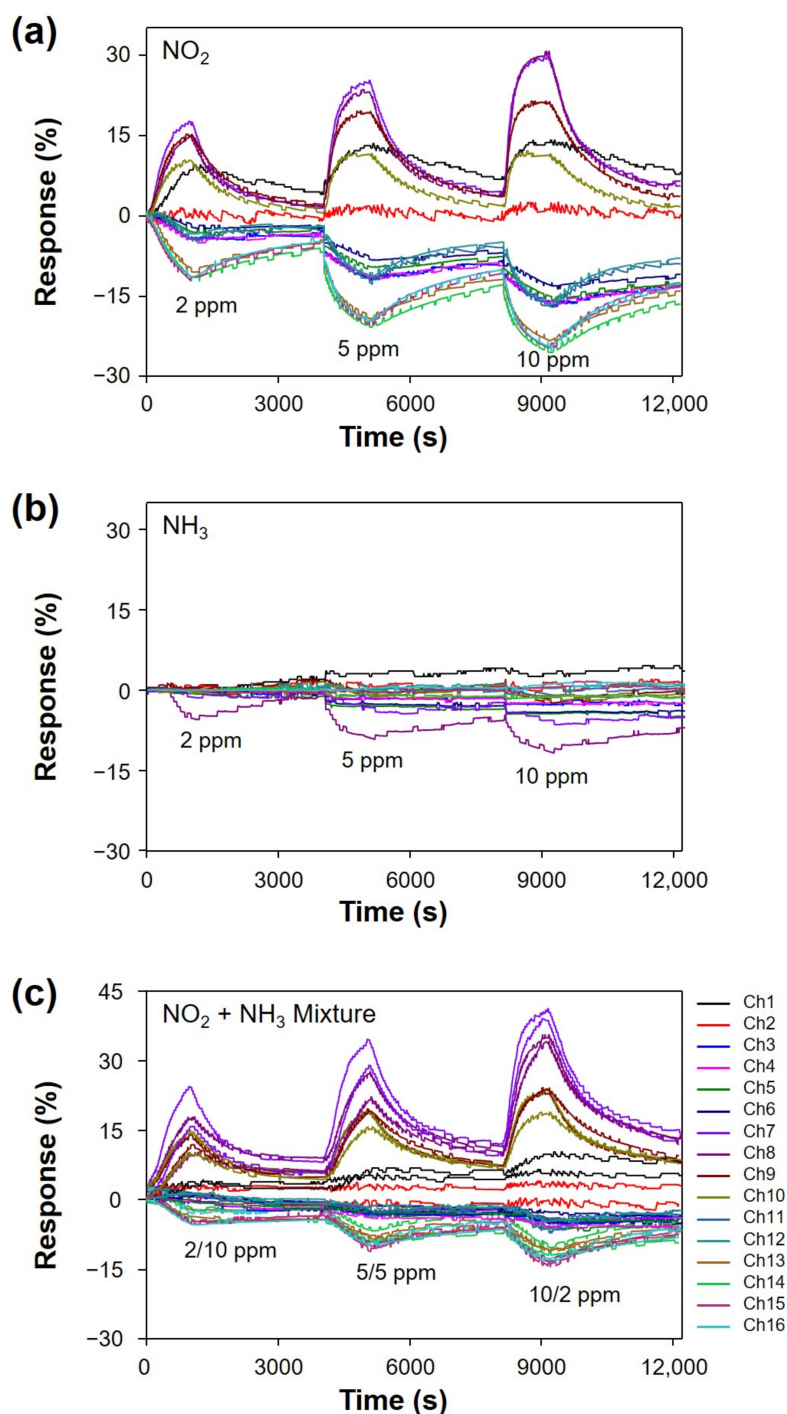 (a)
NO₂
30
15
0
−15
−30
Response (%)
2 ppm
5 ppm
10 ppm
0 3000 6000 9000 12,000
Time (s)
(b)
NH₃
30
15
0
−15
−30
Response (%)
2 ppm
5 ppm
10 ppm
0 3000 6000 9000 12,000
Time (s)
(c)
NO₂ + NH₃ Mixture
45
30
15
0
−15
−30
Response (%)
2/10 ppm
5/5 ppm
10/2 ppm
0 3000 6000 9000 12,000
Time (s)
Ch1
Ch2
Ch3
Ch4
Ch5
Ch6
Ch7
Ch8
Ch9
Ch10
Ch11
Ch12
Ch13
Ch14
Ch15
Ch16